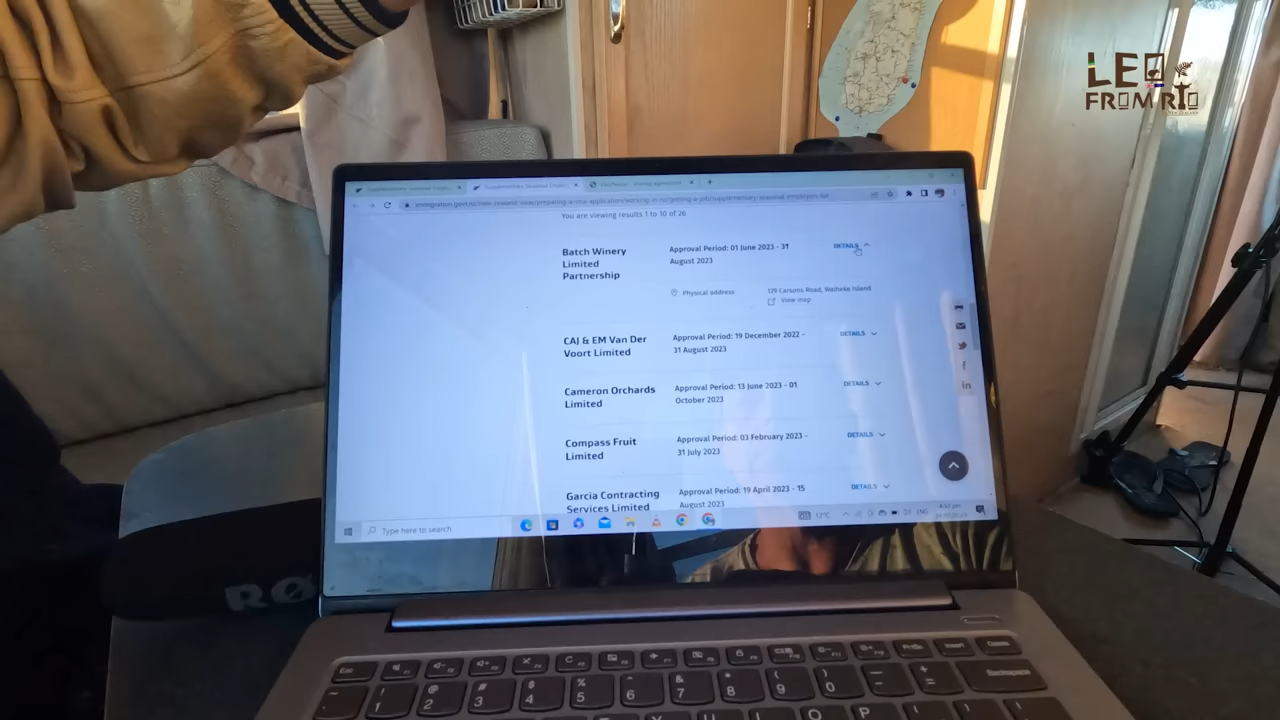 LEO
FROM RIO
You are viewing results 1 to 10 of 26
Batch Winery
Limited
Partnership
Approval Period: 01 June 2023 - 31
August 2023
DETAILS
Physical address
129 Carsons Road, Waiheke Island
View map
CAJ & EM Van Der
Voort Limited
Approval Period: 19 December 2022 -
31 August 2023
DETAILS
Cameron Orchards
Limited
Approval Period: 13 June 2023 - 01
October 2023
DETAILS
Compass Fruit
Limited
Approval Period: 03 February 2023 -
31 July 2023
DETAILS
Garcia Contracting
Services Limited
Approval Period: 19 April 2023 - 15
August 2023
DETAILS
Type here to search
12°C
ENG
RØ
Esc
Insert
Backspace